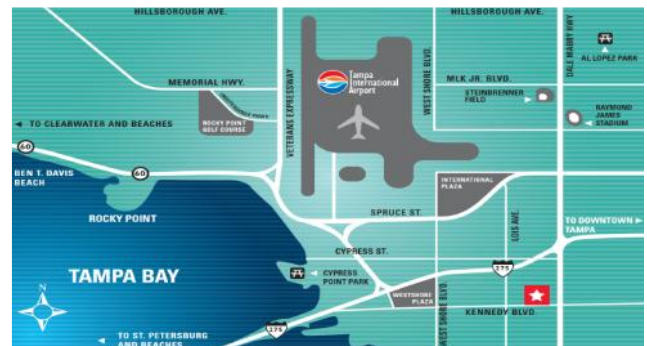 HILLSBOROUGH AVE.
HILLSBOROUGH AVE.
DALE MABRY HWY
AL LOPEZ PARK
VETERANS EXPRESSWAY
WEST SHORE BLVD.
MEMORIAL HWY.
Tampa
International
Airport
MLK JR. BLVD.
STEINBRENNER
FIELD
RAYMOND
JAMES
STADIUM
ROCKY POINT
GOLF COURSE
TO CLEARWATER AND BEACHES
60
BEN T. DAVIS
BEACH
60
ROCKY POINT
INTERNATIONAL
PLAZA
SPRUCE ST.
LOIS AVE.
TO DOWNTOWN
TAMPA
CYPRESS ST.
TAMPA BAY
CYPRESS
POINT PARK
275
WESTSHORE
PLAZA
WEST SHORE BLVD.
KENNEDY BLVD.
N
275
TO ST. PETERSBURG
AND BEACHES